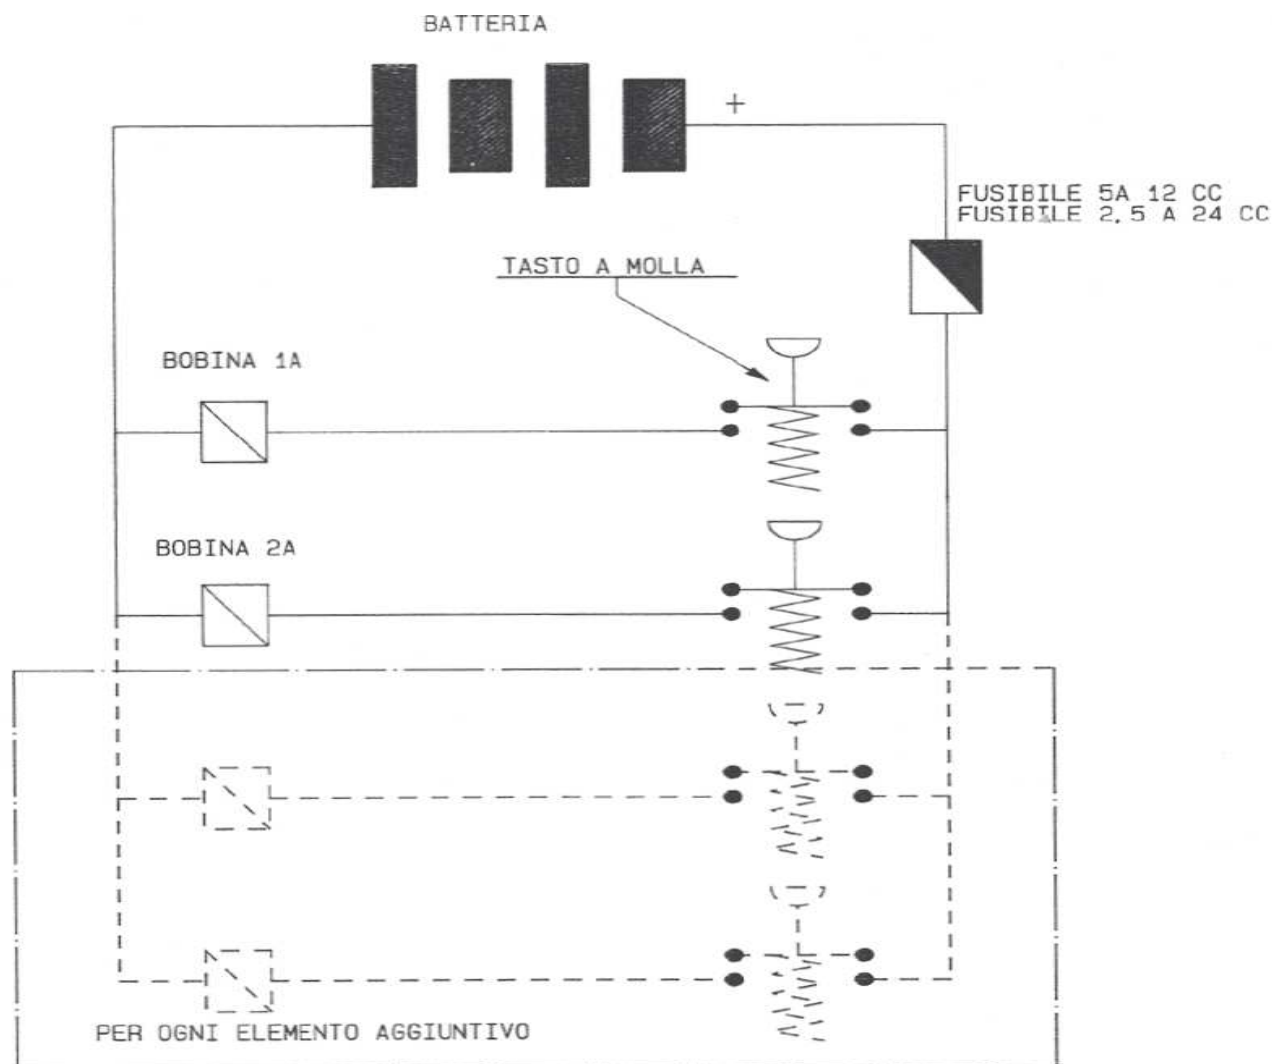 BATTERIA
+
FUSIBILE 5A 12 CC
FUSIBILE 2,5 A 24 CC
TASTO A MOLLA
BOBINA 1A
BOBINA 2A
PER OGNI ELEMENTO AGGIUNTIVO